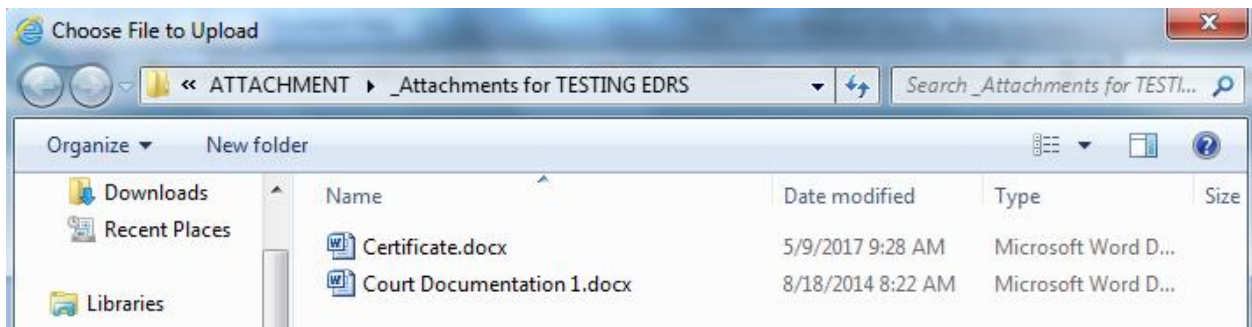 Choose File to Upload
« ATTACHMENT ▸ _Attachments for TESTING EDRS
Search _Attachments for TESTI...
Organize ▾ New folder
Downloads
Recent Places
Libraries
Name Date modified Type Size
Certificate.docx 5/9/2017 9:28 AM Microsoft Word D...
Court Documentation 1.docx 8/18/2014 8:22 AM Microsoft Word D...